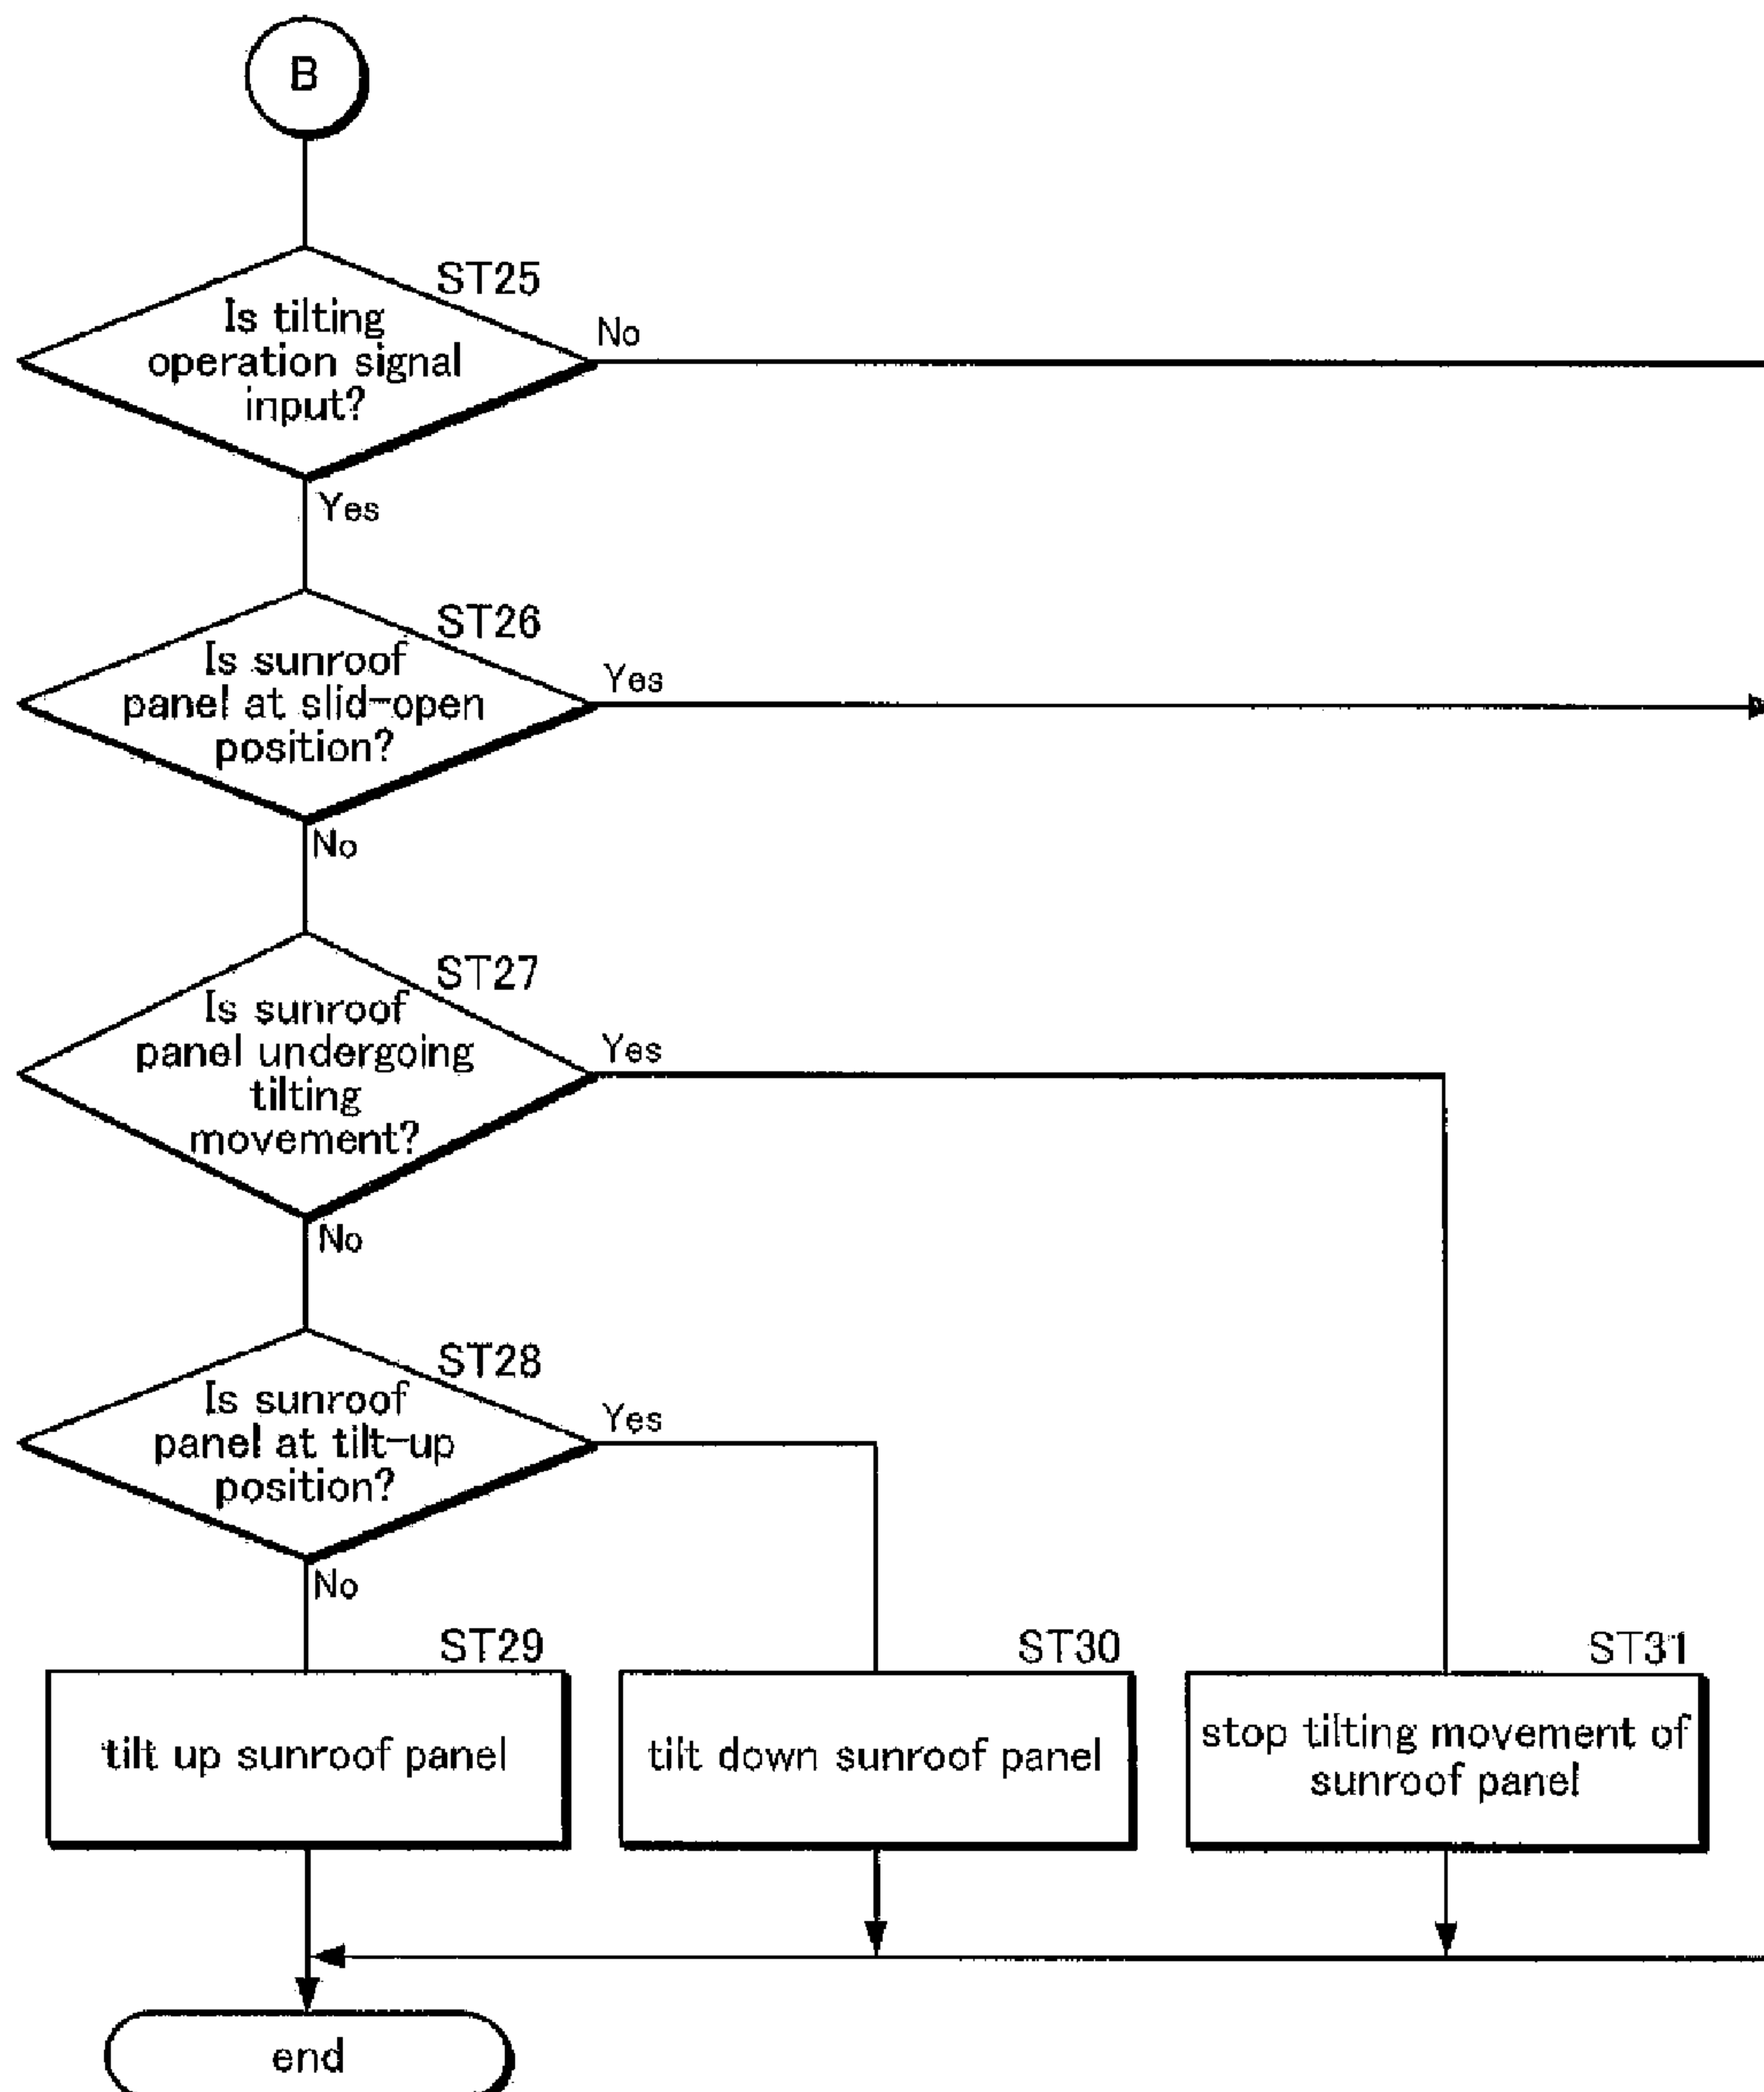 B
ST25
Is tilting
operation signal
input?
No
Yes
ST26
Is sunroof
panel at slid-open
position?
Yes
No
ST27
Is sunroof
panel undergoing
tilting
movement?
Yes
No
ST28
Is sunroof
panel at tilt-up
position?
Yes
No
ST29
tilt up sunroof panel
ST30
tilt down sunroof panel
ST31
stop tilting movement of
sunroof panel
end